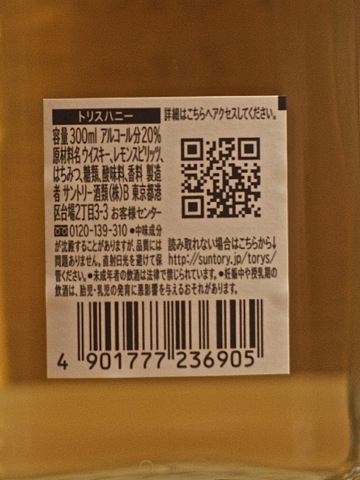 トリスハニー
詳細はこちらへアクセスしてください。
容量300ml アルコール分20%
原材料名ウイスキー、レモンスピリッツ、
はちみつ、糖類、酸味料、香料 製造
者 サントリー酒類(株)B 東京都港
区台場2丁目3-3 お客様センター
0120-139-310 ●中味成分
が沈殿することがありますが、品質には
問題ありません。直射日光を避けて保
管ください。●未成年者の飲酒は法律で禁じられています。●妊娠中や授乳期の
飲酒は、胎児・乳児の発育に悪影響を与えるおそれがあります。
読み取れない場合はこちらから↓
http://suntory.jp/torys/
4 901777 236905